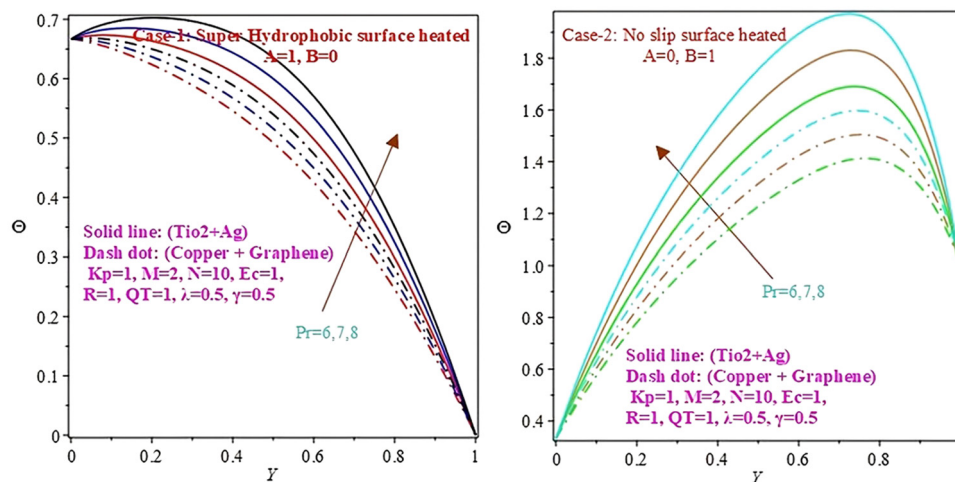 0.7
0.6
0.5
0.4
0.3
0.2
0.1
0
Θ
Case-1: Super Hydrophobic surface heated
A=1, B=0
Solid line: (Tio2+Ag)
Dash dot: (Copper + Graphene)
Kp=1, M=2, N=10, Ec=1,
R=1, QT=1, λ=0.5, γ=0.5
Pr=6,7,8
0 0.2 0.4 0.6 0.8 1
Y
1.8
1.6
1.4
1.2
1.0
0.8
0.6
0.4
Θ
Case-2: No slip surface heated
A=0, B=1
Pr=6,7,8
Solid line: (Tio2+Ag)
Dash dot: (Copper + Graphene)
Kp=1, M=2, N=10, Ec=1,
R=1, QT=1, λ=0.5, γ=0.5
0 0.2 0.4 0.6 0.8
Y